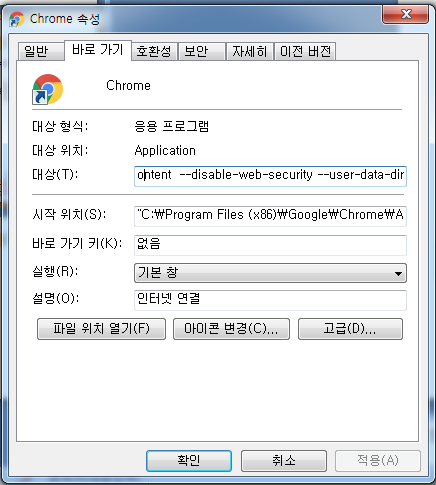 Chrome 속성
일반 바로 가기 호환성 보안 자세히 이전 버전
Chrome
대상 형식: 응용 프로그램
대상 위치: Application
대상(T): ontent --disable-web-security --user-data-dir
시작 위치(S): "C:₩Program Files (x86)₩Google₩Chrome₩A
바로 가기 키(K): 없음
실행(R): 기본 창
설명(O): 인터넷 연결
파일 위치 열기(F) 아이콘 변경(C)... 고급(D)...
확인 취소 적용(A)